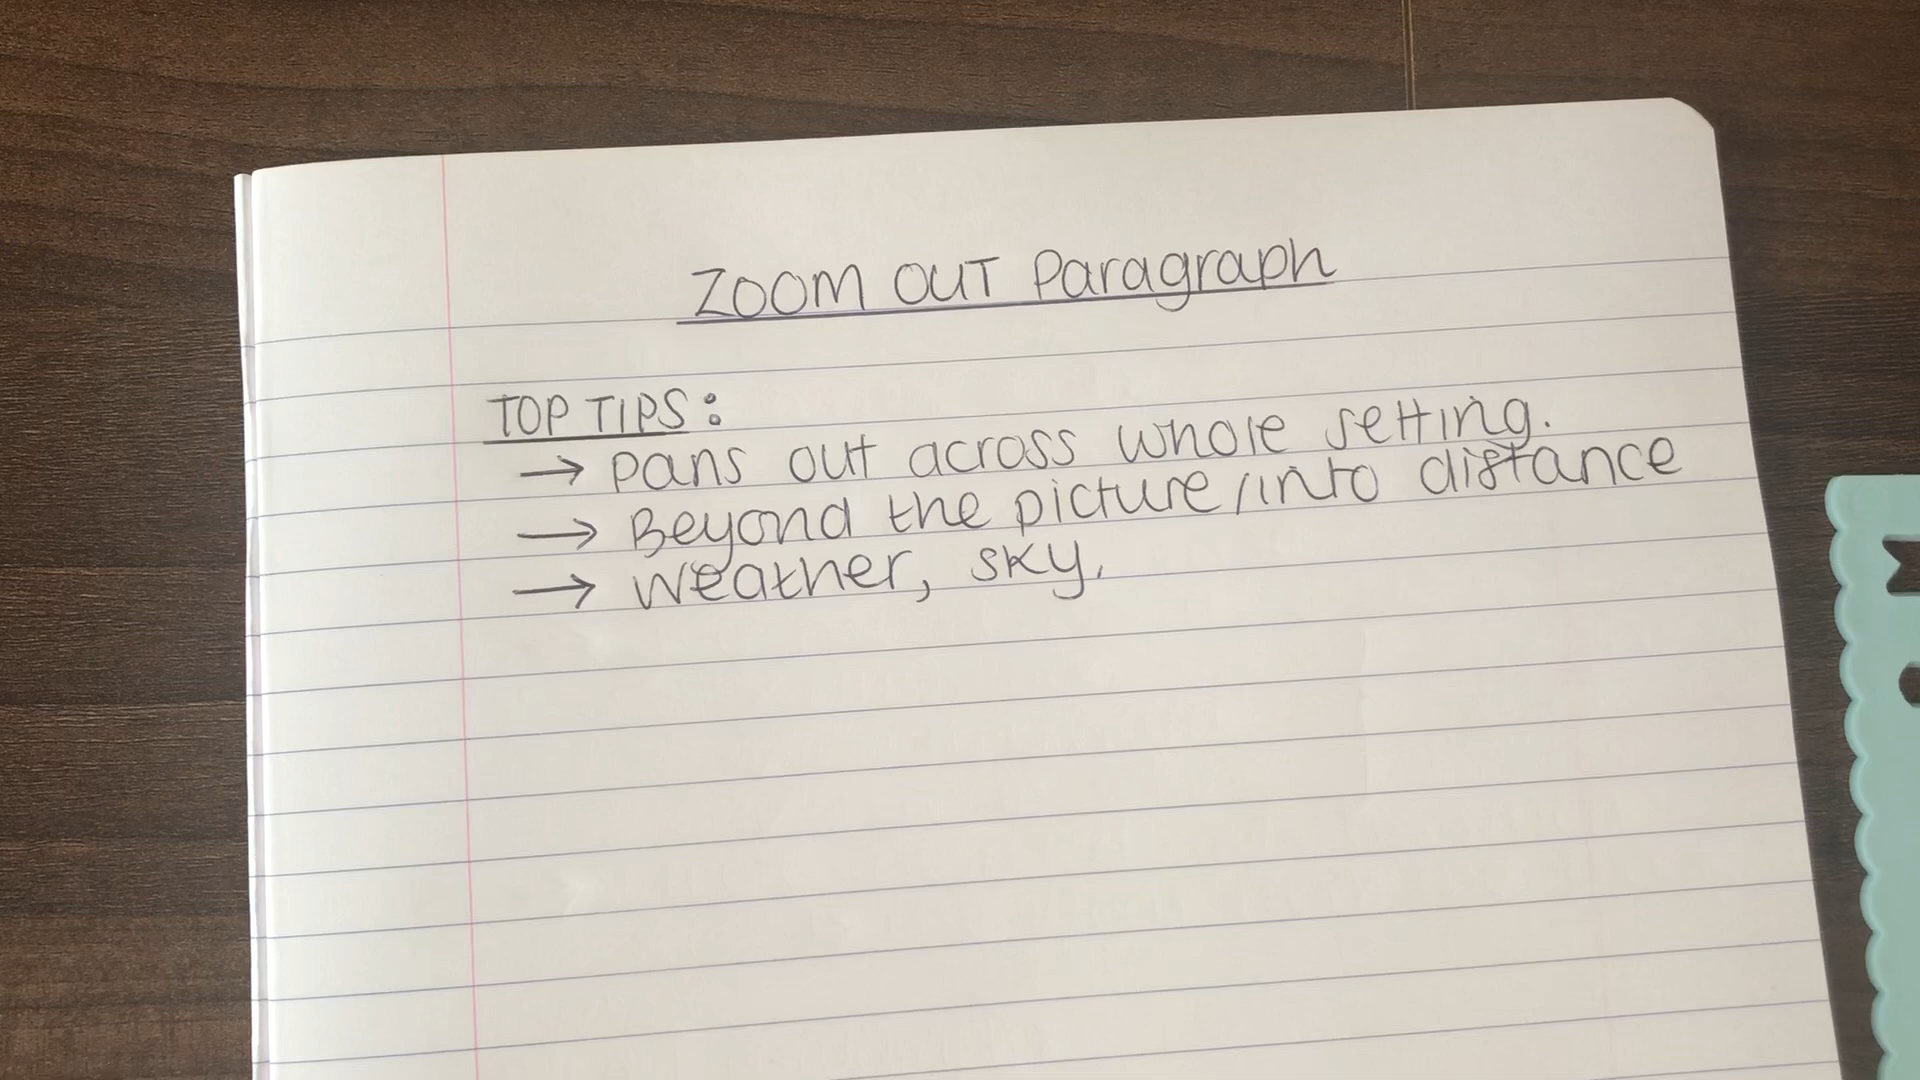 ZOOM OUT Paragraph
TOP TIPS:
→ pans out across whole setting.
→ Beyond the picture/into distance
→ weather, sky,